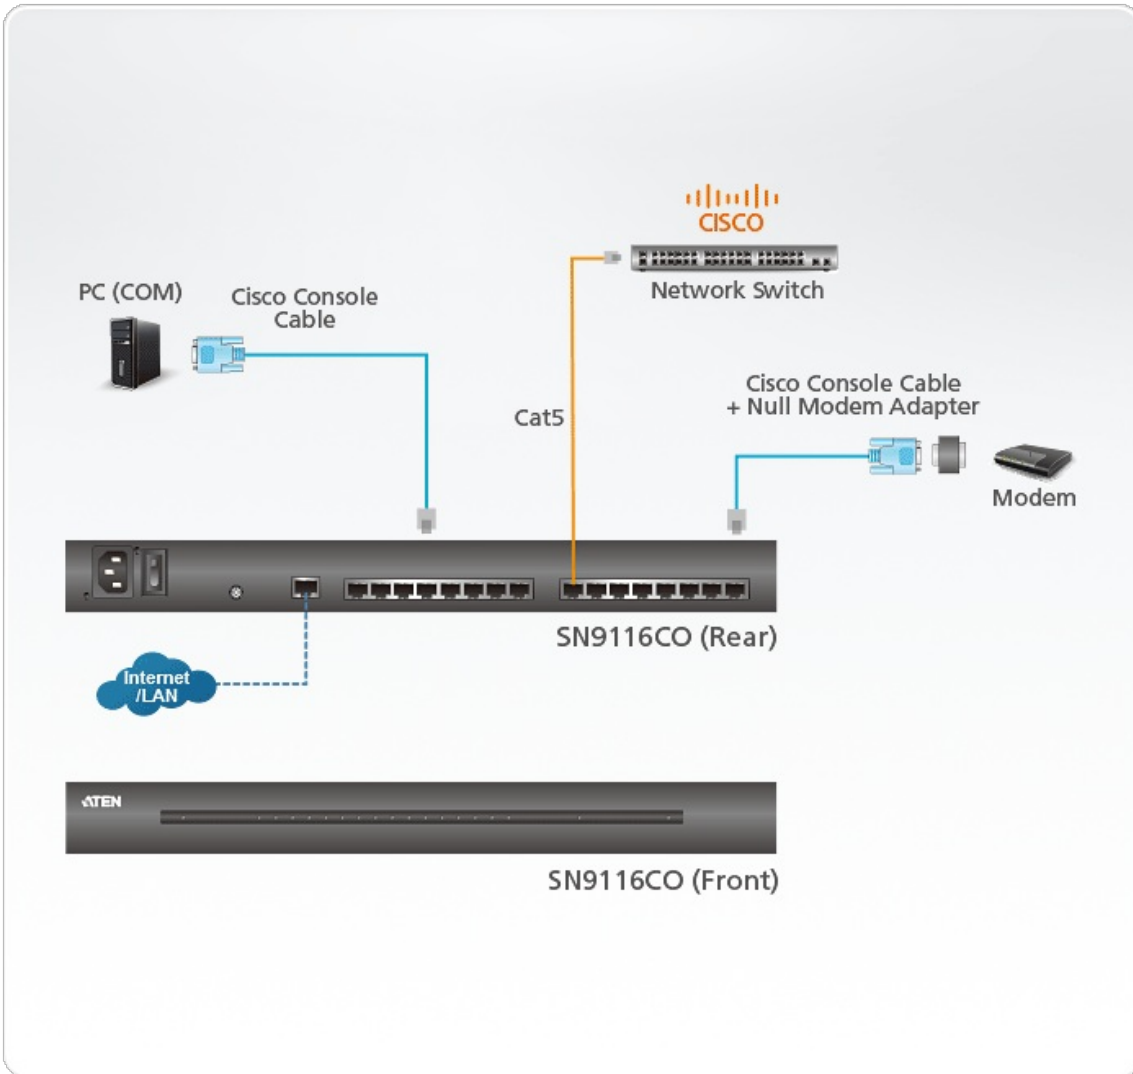 CISCO
Network Switch
PC (COM)
Cisco Console
Cable
Cat5
Cisco Console Cable
+ Null Modem Adapter
Modem
SN9116CO (Rear)
Internet
/LAN
ATEN
SN9116CO (Front)